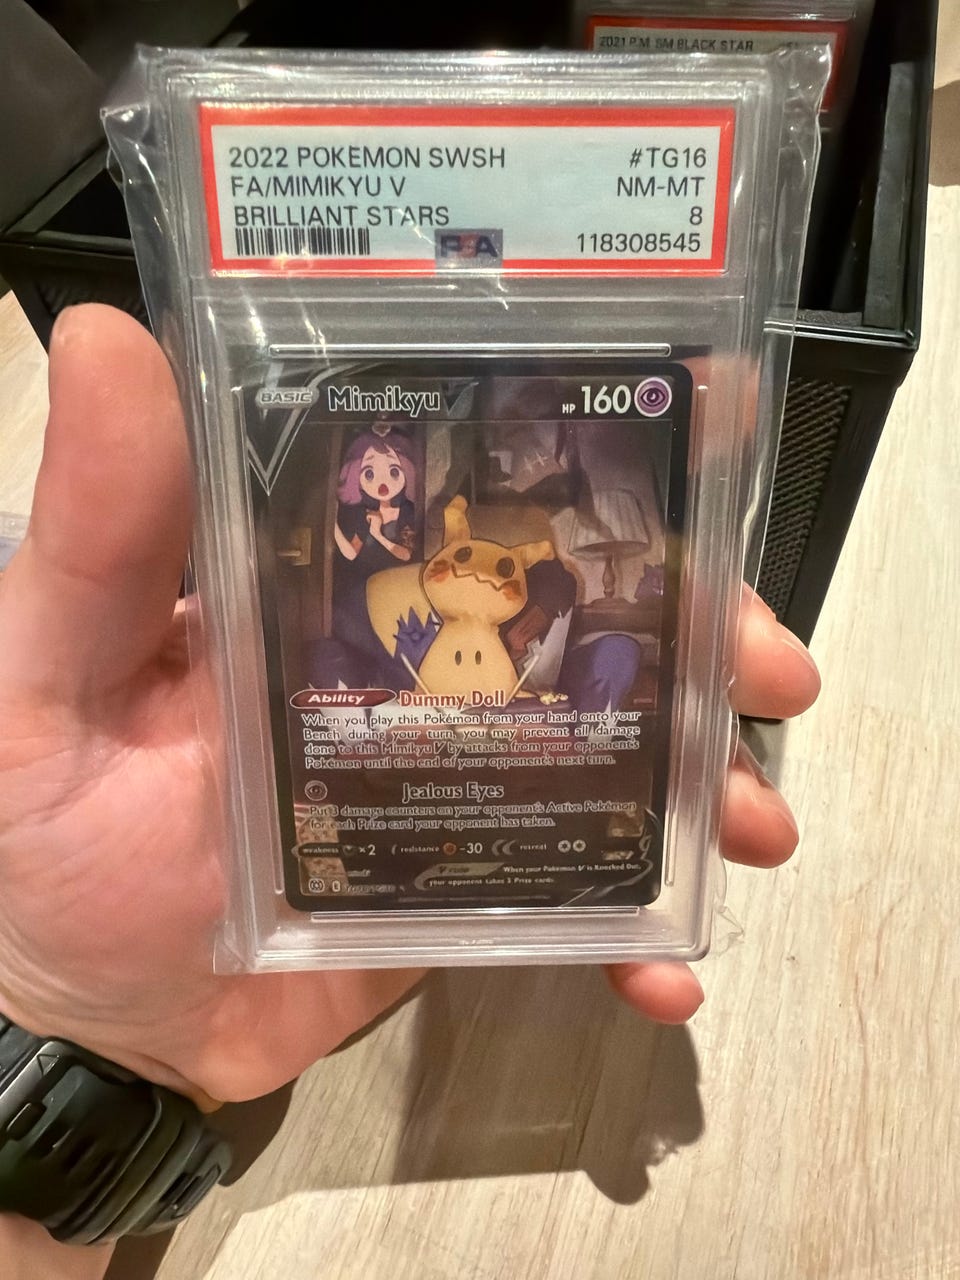 2021 P.M. SM BLACK STAR
2022 POKEMON SWSH #TG16
FA/MIMIKYU V NM-MT
BRILLIANT STARS 8
PSA 118308545
BASIC Mimikyu V HP 160
Ability Dummy Doll
When you play this Pokémon from your hand onto your
Bench during your turn, you may prevent all damage
done to this Mimikyu V by attacks from your opponent's
Pokémon until the end of your opponent's next turn.
Jealous Eyes
Put 3 damage counters on your opponent's Active Pokémon
for each Prize card your opponent has taken.
weakness ×2 resistance -30 retreat
V rule When your Pokémon V is Knocked Out,
your opponent takes 2 Prize cards.
E